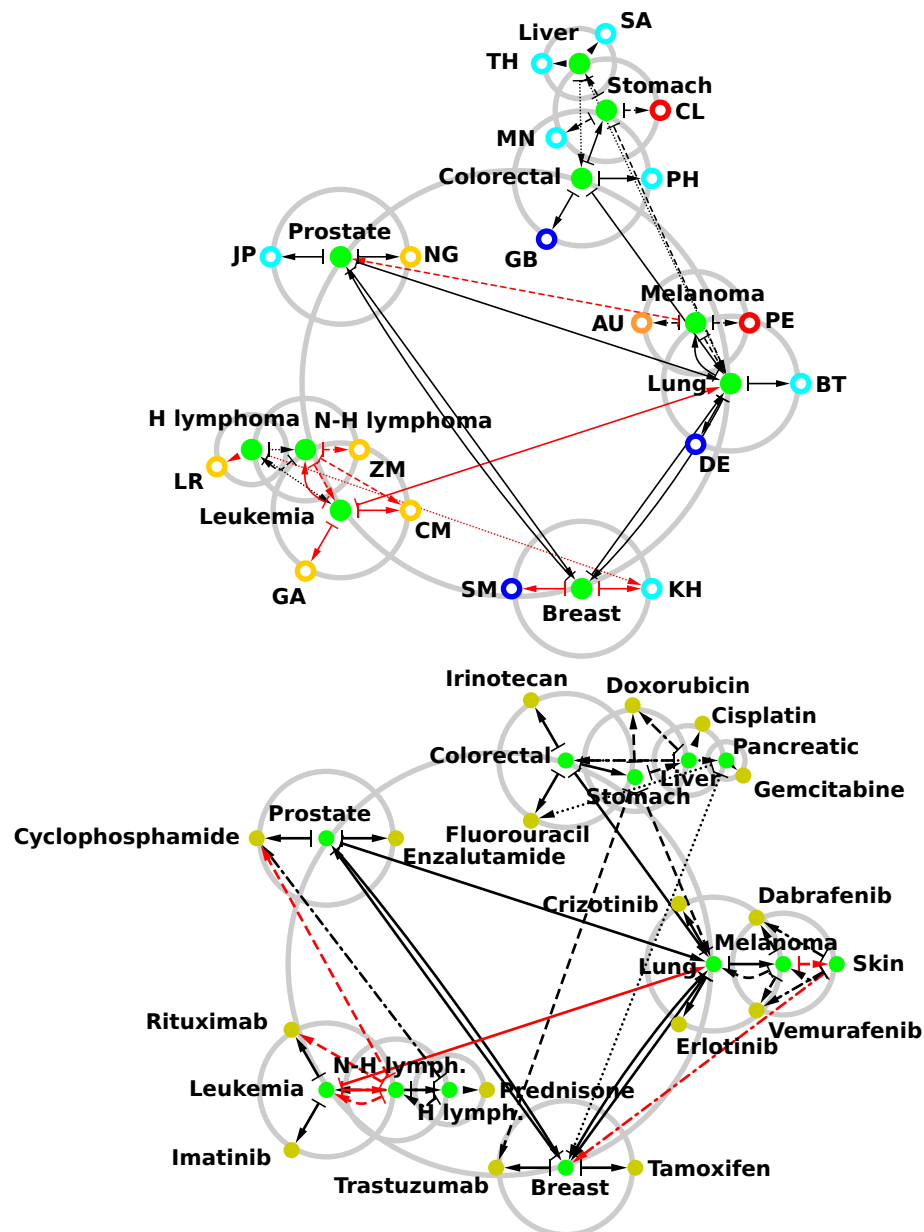 SA
Liver
TH
Stomach
CL
MN
Colorectal
PH
Prostate
JP
NG
GB
Melanoma
AU
PE
Lung
BT
H lymphoma
N-H lymphoma
DE
LR
ZM
Leukemia
CM
GA
SM
KH
Breast
Irinotecan
Doxorubicin
Cisplatin
Colorectal
Pancreatic
Liver
Stomach
Gemcitabine
Prostate
Cyclophosphamide
Fluorouracil
Enzalutamide
Crizotinib
Dabrafenib
Melanoma
Lung
Skin
Rituximab
Erlotinib
Vemurafenib
N-H lymph.
Leukemia
Prednisone
H lymph.
Imatinib
Trastuzumab
Tamoxifen
Breast